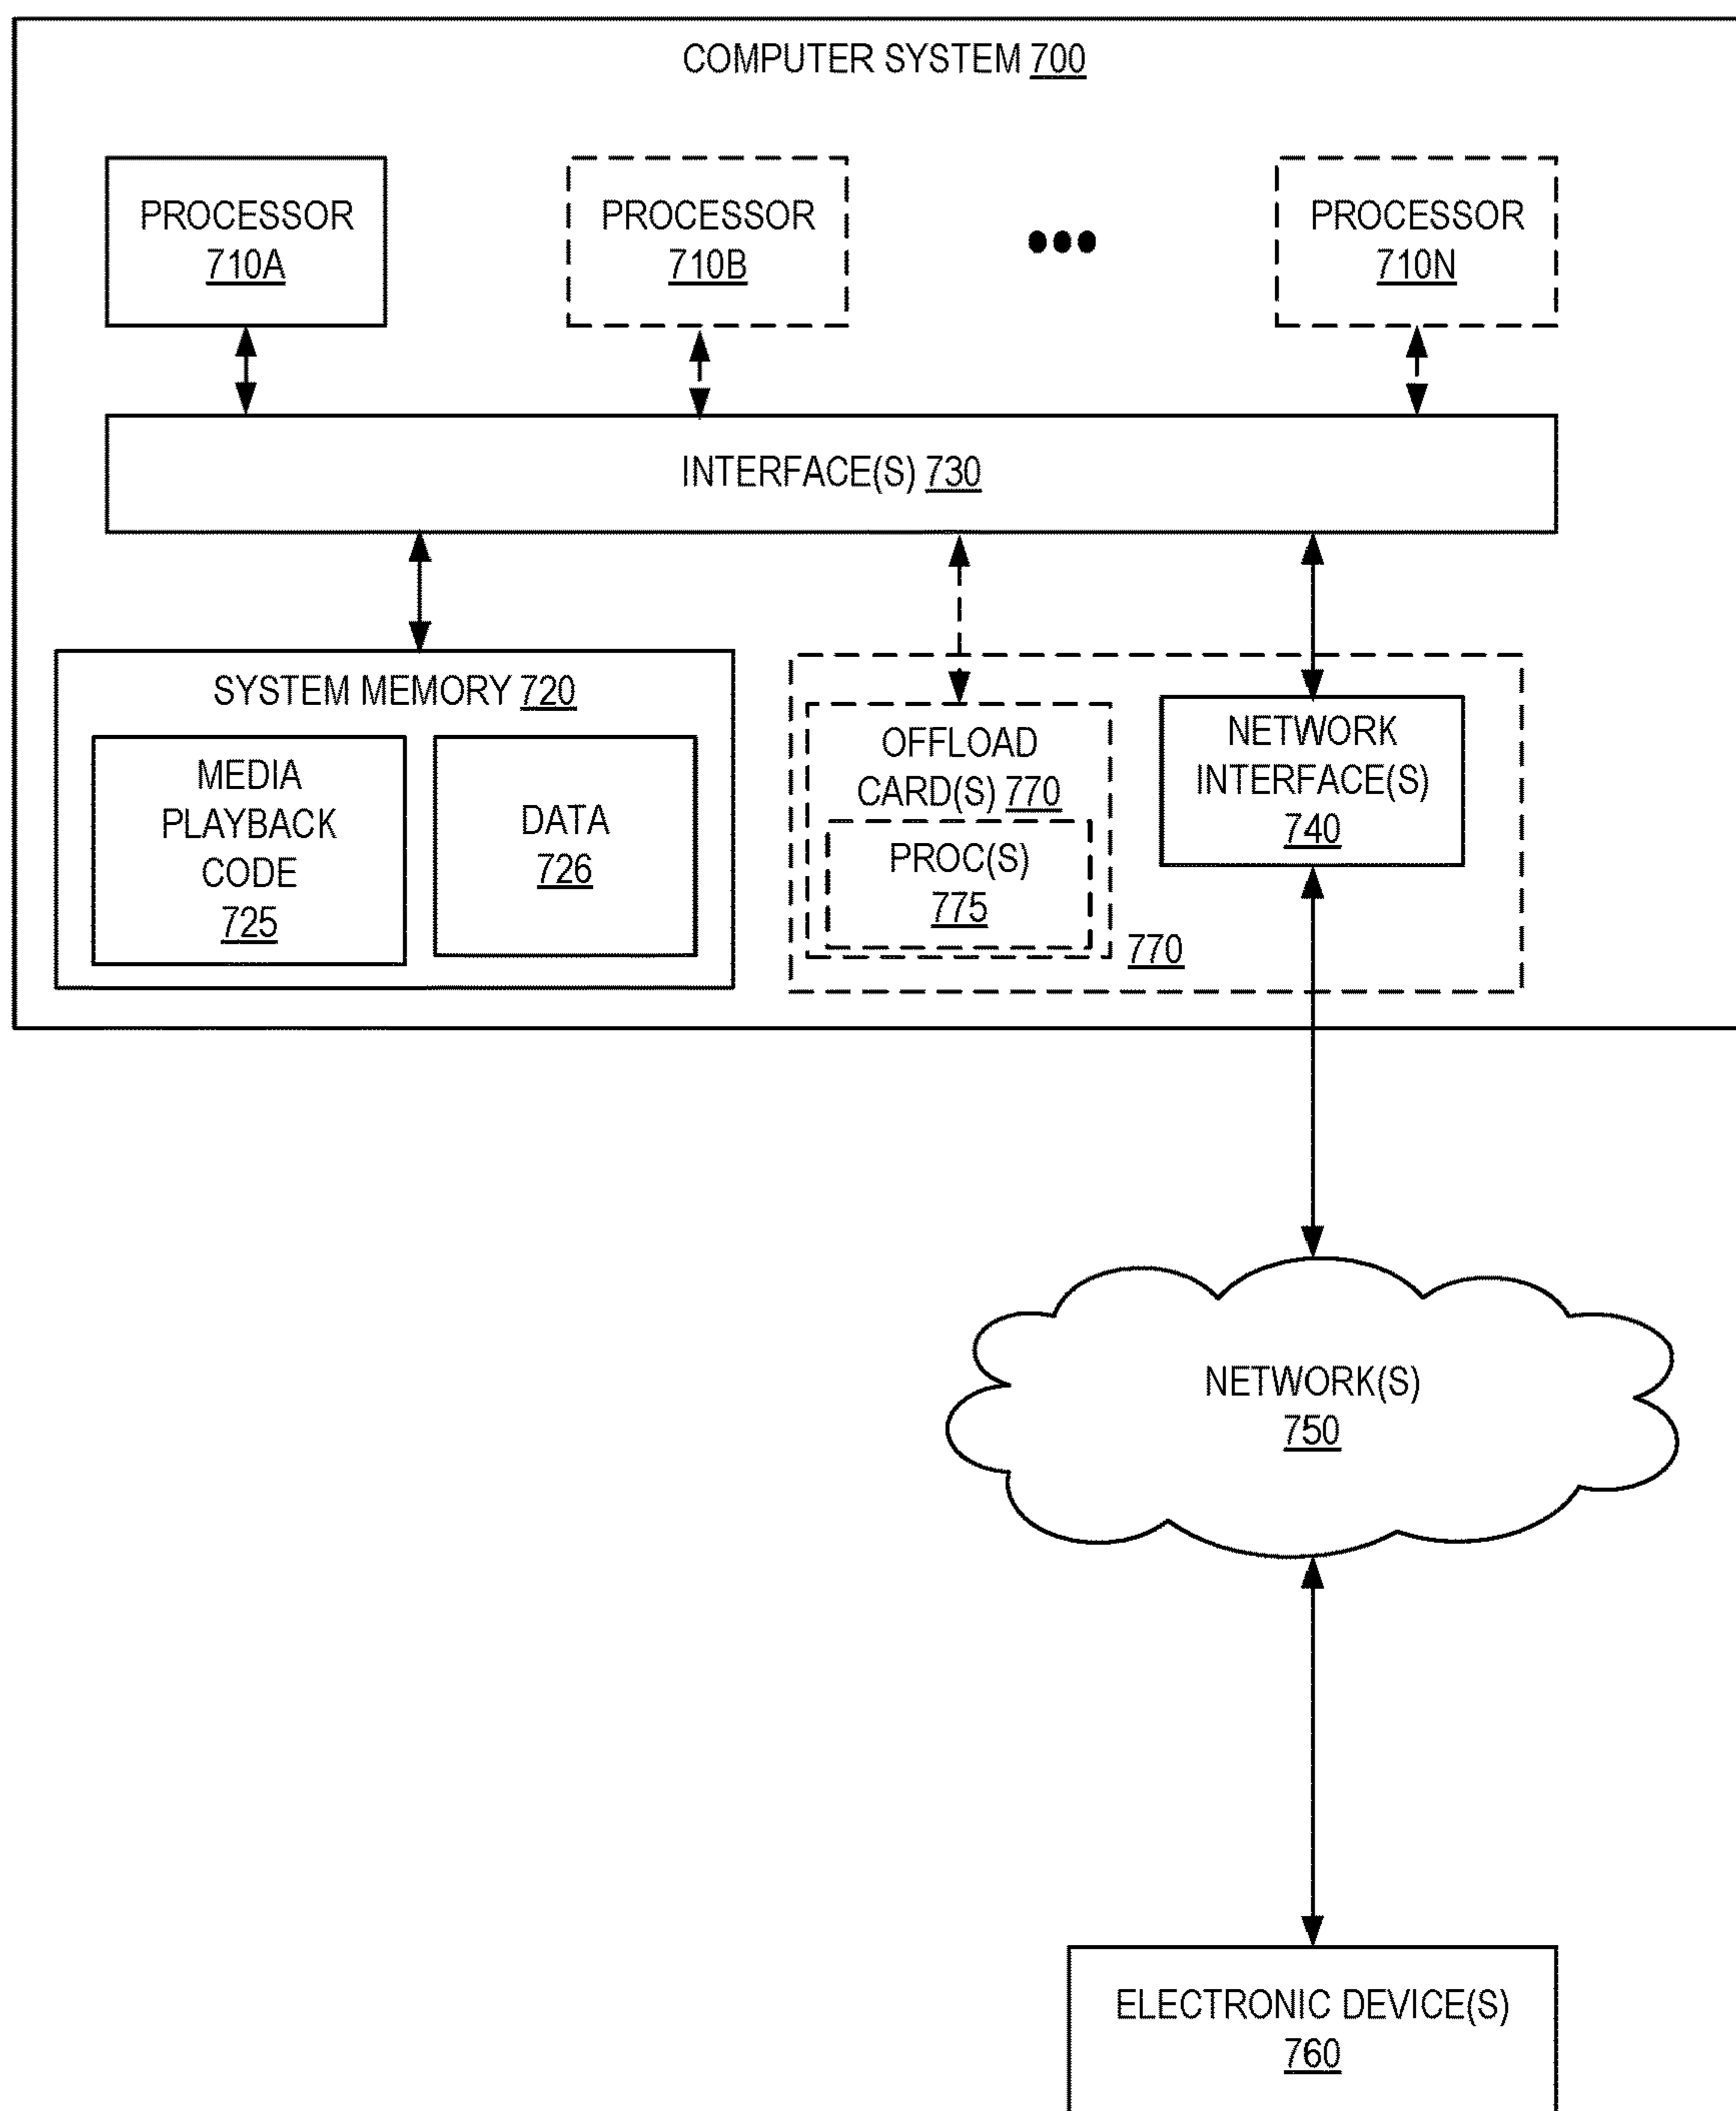 COMPUTER SYSTEM 700
PROCESSOR
710A
PROCESSOR
710B
PROCESSOR
710N
INTERFACE(S) 730
SYSTEM MEMORY 720
MEDIA
PLAYBACK
CODE
725
DATA
726
OFFLOAD
CARD(S) 770
PROC(S)
775
770
NETWORK
INTERFACE(S)
740
NETWORK(S)
750
ELECTRONIC DEVICE(S)
760